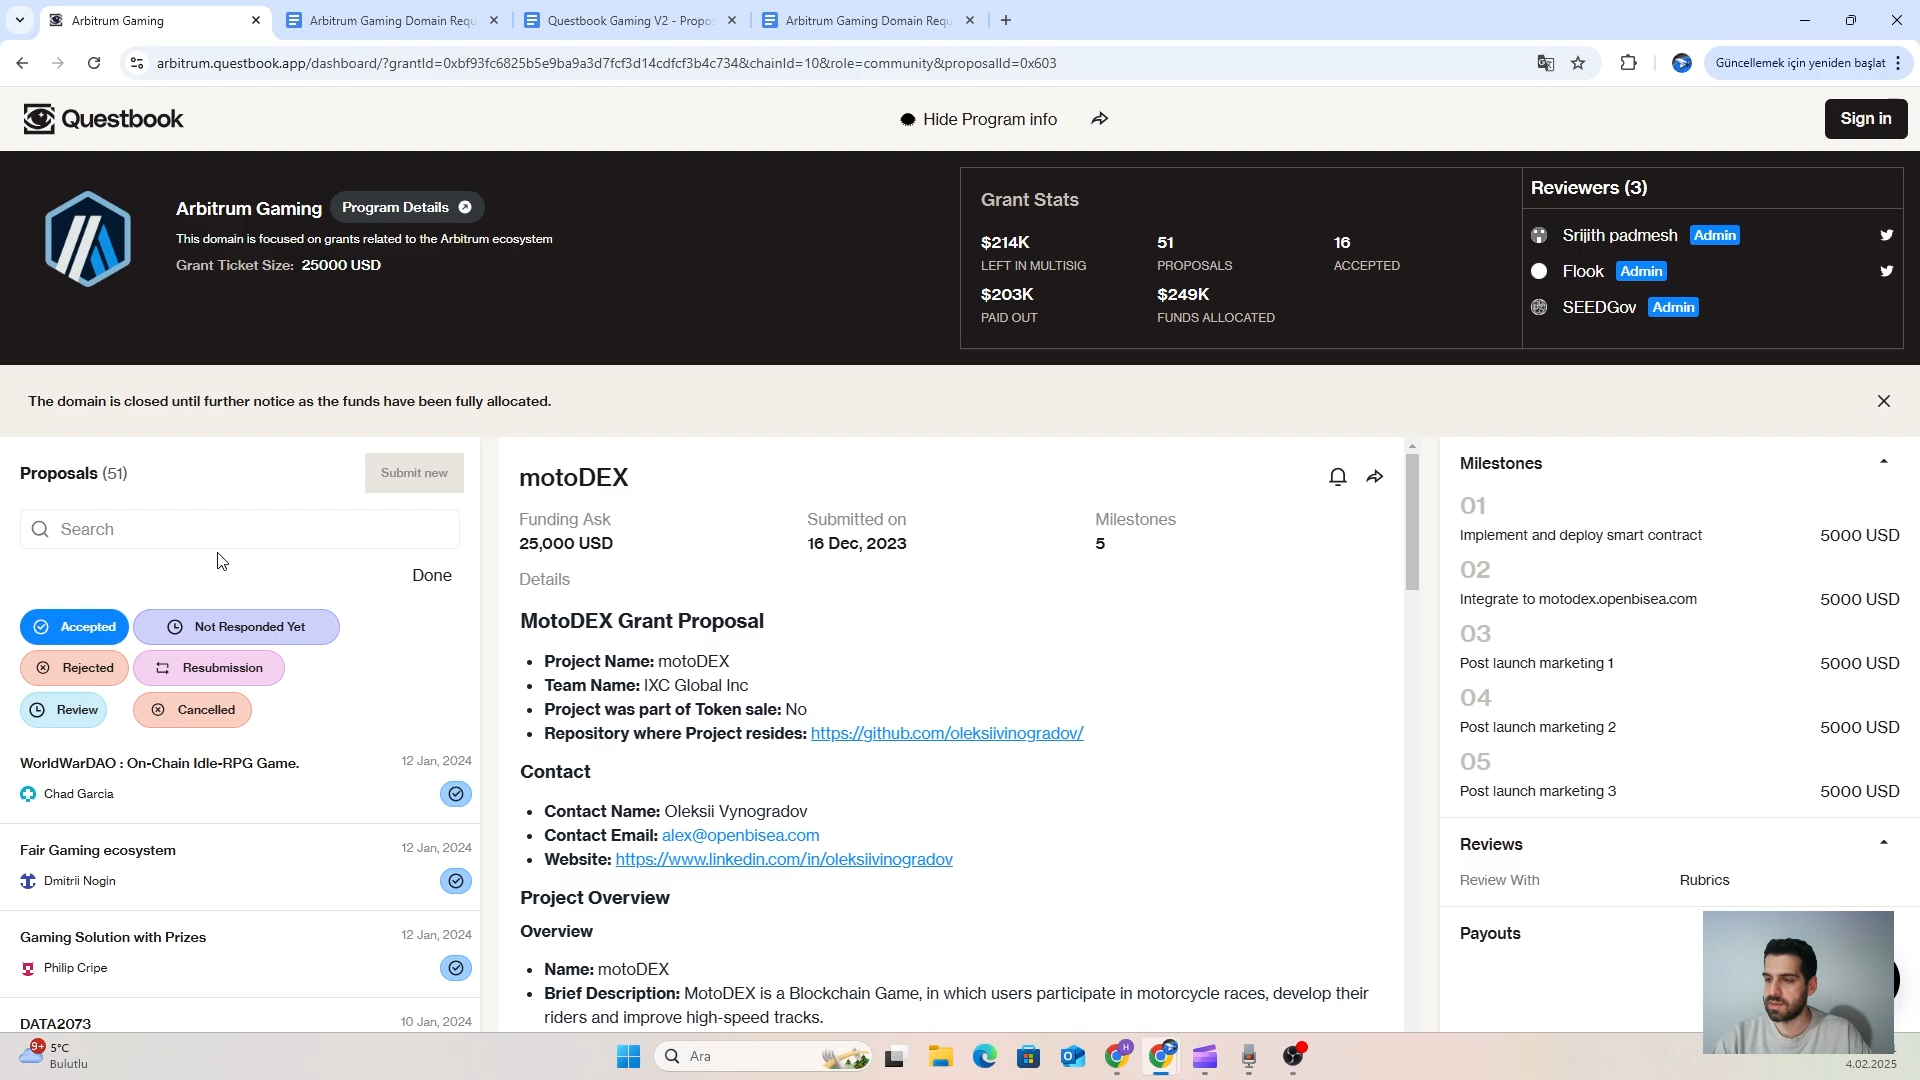 Arbitrum Gaming
Arbitrum Gaming Domain Requ
Questbook Gaming V2 - Propos
Arbitrum Gaming Domain Requ
arbitrum.questbook.app/dashboard/?grantId=0xbf93fc6825b5e9ba9a3d7fcf3d14cdfcf3b4c734&chainId=10&role=community&proposalId=0x603
Güncellemek için yeniden başlat
Questbook
Hide Program info
Sign in
Arbitrum Gaming
Program Details
This domain is focused on grants related to the Arbitrum ecosystem
Grant Ticket Size: 25000 USD
Grant Stats
$214K
LEFT IN MULTISIG
51
PROPOSALS
16
ACCEPTED
$203K
PAID OUT
$249K
FUNDS ALLOCATED
Reviewers (3)
Srijith padmesh Admin
Flook Admin
SEEDGov Admin
The domain is closed until further notice as the funds have been fully allocated.
Proposals (51)
Submit new
Search
Done
Accepted
Not Responded Yet
Rejected
Resubmission
Review
Cancelled
WorldWarDAO : On-Chain Idle-RPG Game.
12 Jan, 2024
Chad Garcia
Fair Gaming ecosystem
12 Jan, 2024
Dmitrii Nogin
Gaming Solution with Prizes
12 Jan, 2024
Philip Cripe
DATA2073
10 Jan, 2024
motoDEX
Funding Ask
25,000 USD
Submitted on
16 Dec, 2023
Milestones
5
Details
MotoDEX Grant Proposal
• Project Name: motoDEX
• Team Name: IXC Global Inc
• Project was part of Token sale: No
• Repository where Project resides: https://github.com/oleksiivinogradov/
Contact
• Contact Name: Oleksii Vynogradov
• Contact Email: alex@openbisea.com
• Website: https://www.linkedin.com/in/oleksiivinogradov
Project Overview
Overview
• Name: motoDEX
• Brief Description: MotoDEX is a Blockchain Game, in which users participate in motorcycle races, develop their
riders and improve high-speed tracks.
Milestones
01
Implement and deploy smart contract 5000 USD
02
Integrate to motodex.openbisea.com 5000 USD
03
Post launch marketing 1 5000 USD
04
Post launch marketing 2 5000 USD
05
Post launch marketing 3 5000 USD
Reviews
Review With Rubrics
Payouts
9+
5°C
Bulutlu
Ara
H
4.02.2025